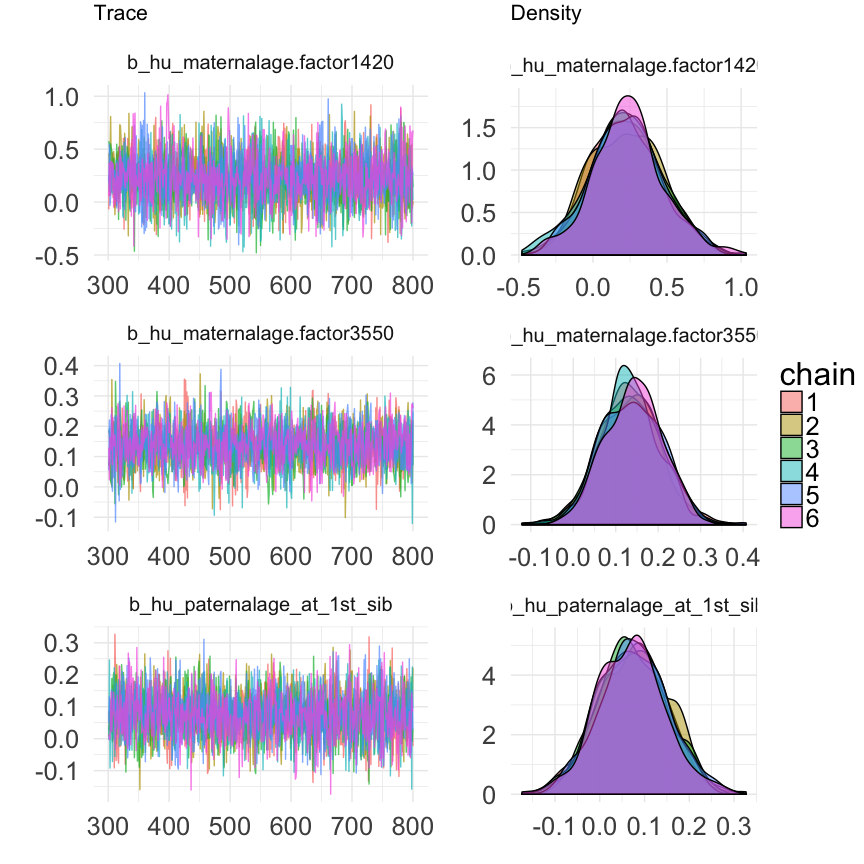 Trace
Density
b_hu_maternalage.factor1420
_hu_maternalage.factor142
1.0
0.5
0.0
-0.5
300 400 500 600 700 800
1.5
1.0
0.5
0.0
-0.5 0.0 0.5 1.0
b_hu_maternalage.factor3550
_hu_maternalage.factor355
0.4
0.3
0.2
0.1
0.0
-0.1
300 400 500 600 700 800
6
4
2
0
-0.1 0.0 0.1 0.2 0.3 0.4
b_hu_paternalage_at_1st_sib
_hu_paternalage_at_1st_si
0.3
0.2
0.1
0.0
-0.1
300 400 500 600 700 800
4
2
0
-0.1 0.0 0.1 0.2 0.3
chain
1
2
3
4
5
6